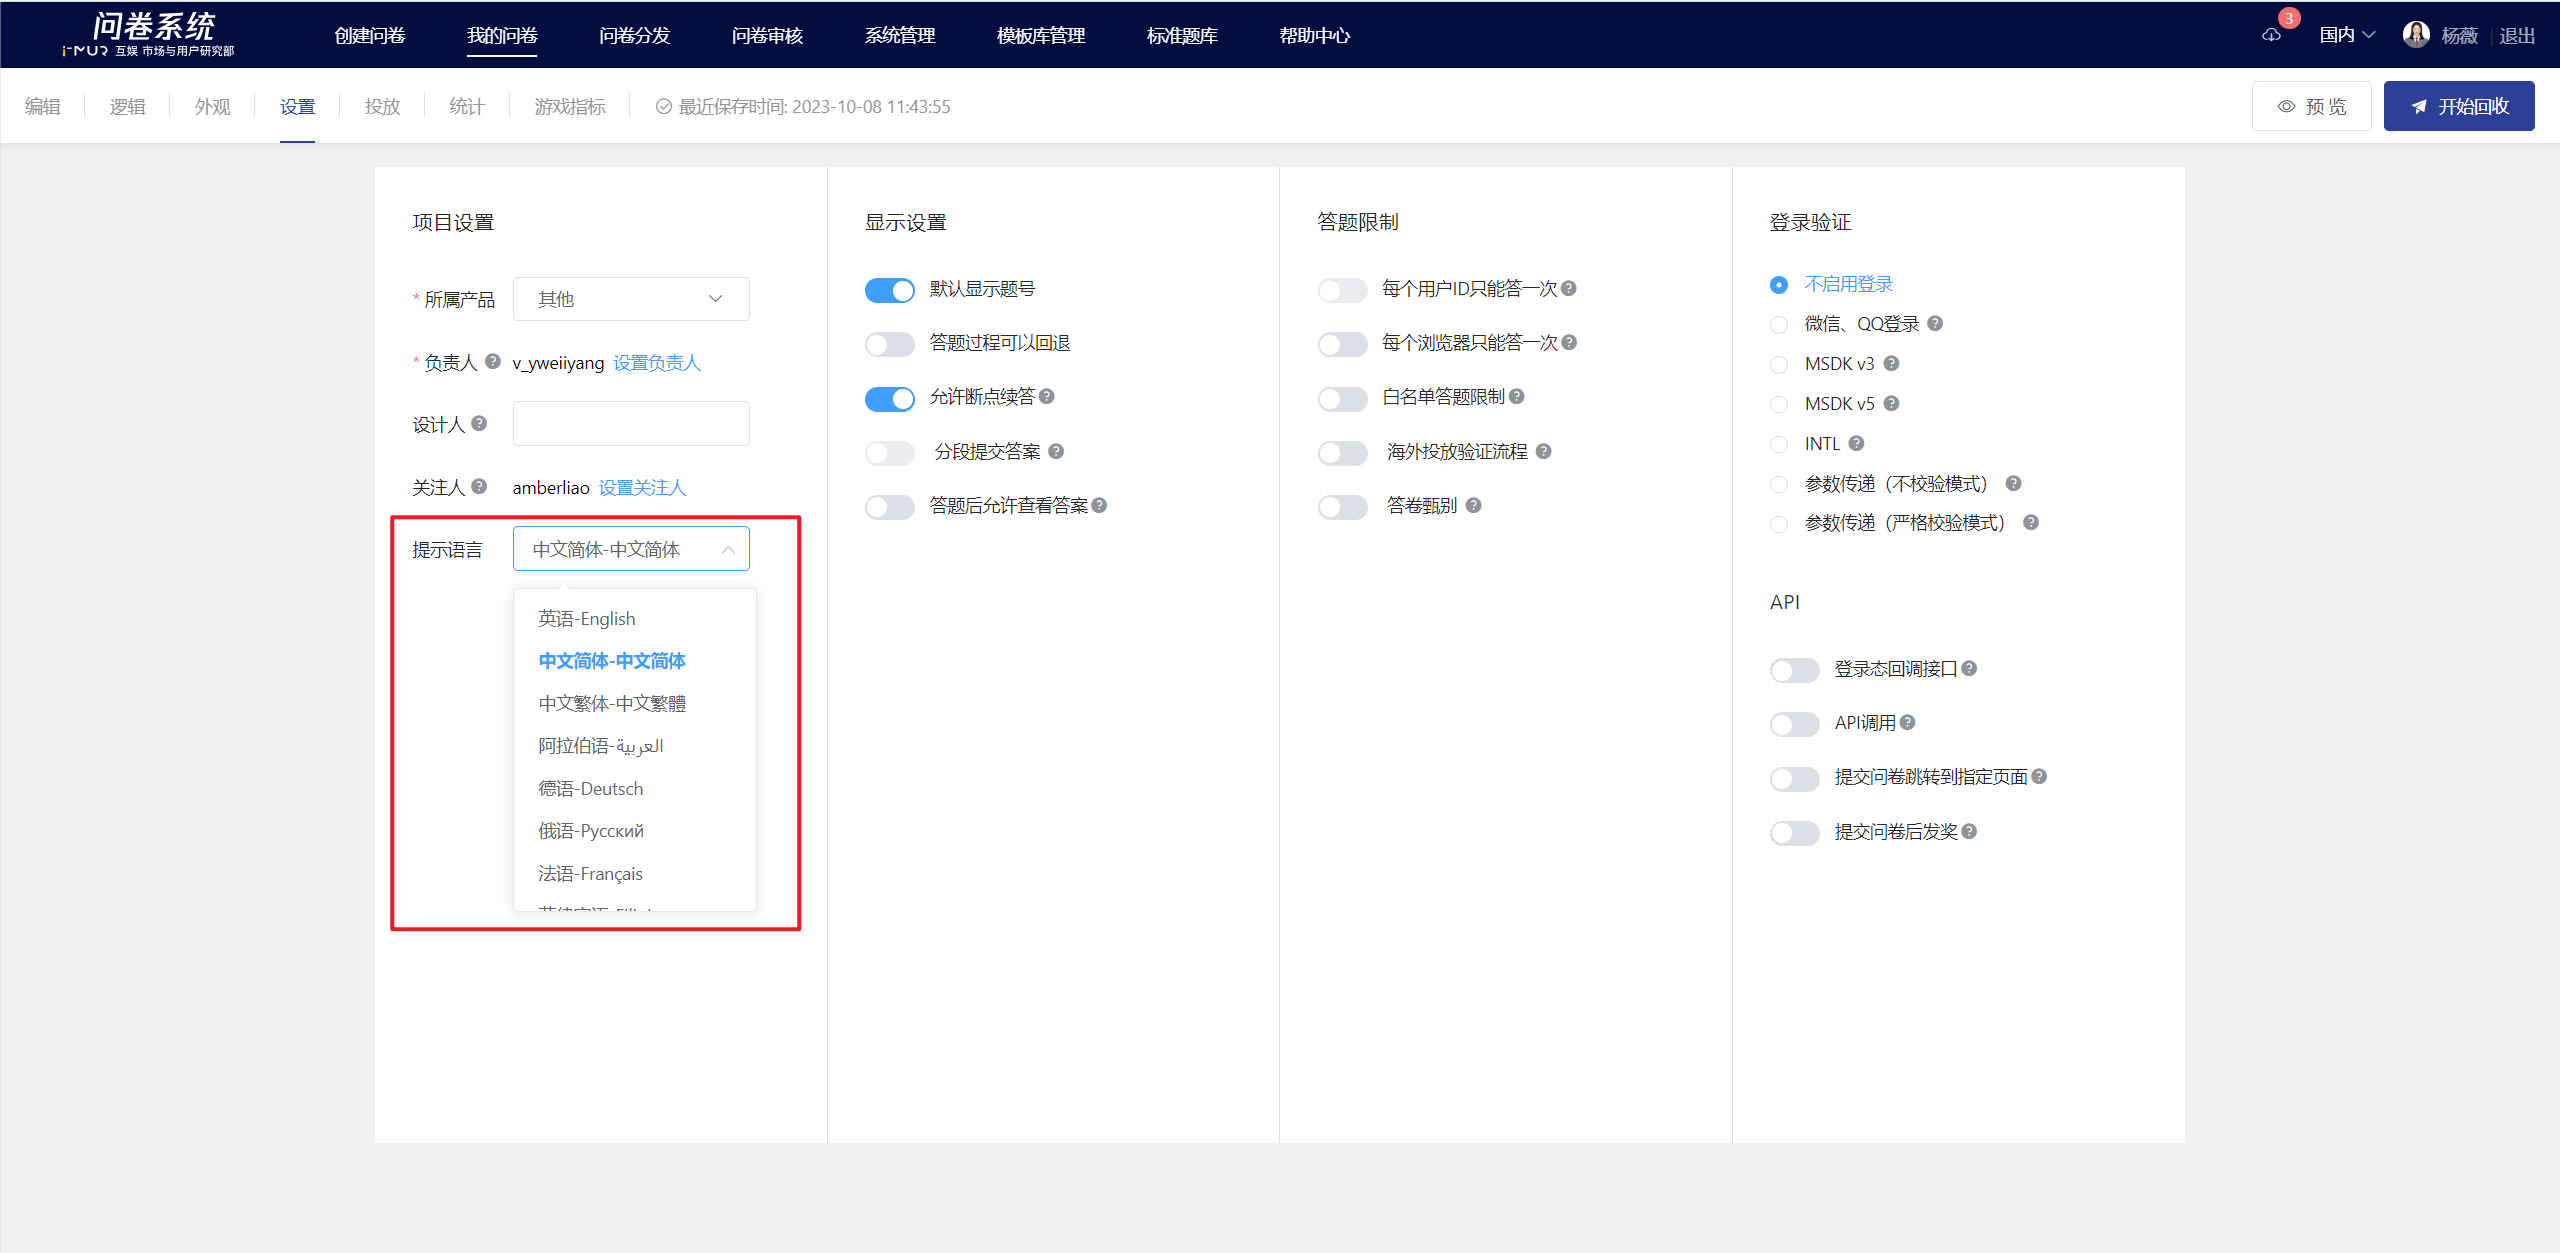 问卷系统
i-MUR 互娱 市场与用户研究部
创建问卷
我的问卷
问卷分发
问卷审核
系统管理
模板库管理
标准题库
帮助中心
3
国内
杨薇
退出
编辑
逻辑
外观
设置
投放
统计
游戏指标
最近保存时间: 2023-10-08 11:43:55
预 览
开始回收
项目设置
* 所属产品
其他
* 负责人
v_yweiiyang 设置负责人
设计人
关注人
amberliao 设置关注人
提示语言
中文简体-中文简体
英语-English
中文简体-中文简体
中文繁体-中文繁體
阿拉伯语-العربية
德语-Deutsch
俄语-Русский
法语-Français
显示设置
默认显示题号
答题过程可以回退
允许断点续答
分段提交答案
答题后允许查看答案
答题限制
每个用户ID只能答一次
每个浏览器只能答一次
白名单答题限制
海外投放验证流程
答卷甄别
登录验证
不启用登录
微信、QQ登录
MSDK v3
MSDK v5
INTL
参数传递（不校验模式）
参数传递（严格校验模式）
API
登录态回调接口
API调用
提交问卷跳转到指定页面
提交问卷后发奖